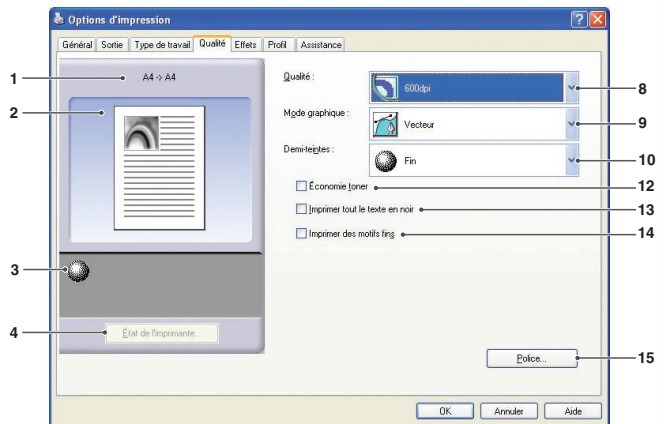 Options d'impression
Général Sortie Type de travail Qualité Effets Profil Assistance
1
A4 -> A4
2
3
4
État de l'imprimante...
Qualité :
600dpi
8
Mode graphique :
Vecteur
9
Demi-teintes :
Fin
10
Économie toner
12
Imprimer tout le texte en noir
13
Imprimer des motifs fins
14
Police...
15
OK Annuler Aide